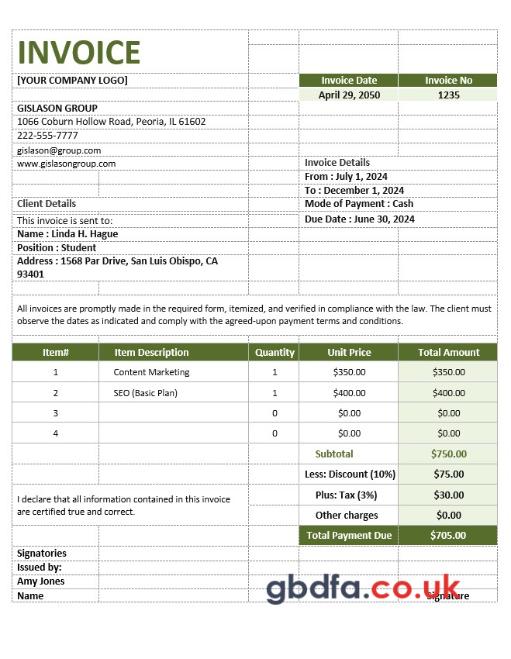 INVOICE
[YOUR COMPANY LOGO]
Invoice Date Invoice No
April 29, 2050 1235
GISLASON GROUP
1066 Coburn Hollow Road, Peoria, IL 61602
222-555-7777
gislason@group.com
www.gislasongroup.com
Invoice Details
From : July 1, 2024
To : December 1, 2024
Client Details
Mode of Payment : Cash
This invoice is sent to:
Due Date : June 30, 2024
Name : Linda H. Hague
Position : Student
Address : 1568 Par Drive, San Luis Obispo, CA
93401
All invoices are promptly made in the required form, itemized, and verified in compliance with the law. The client must
observe the dates as indicated and comply with the agreed-upon payment terms and conditions.
Item# Item Description Quantity Unit Price Total Amount
1 Content Marketing 1 $350.00 $350.00
2 SEO (Basic Plan) 1 $400.00 $400.00
3 0 $0.00 $0.00
4 0 $0.00 $0.00
Subtotal $750.00
Less: Discount (10%) $75.00
Plus: Tax (3%) $30.00
I declare that all information contained in this invoice
are certified true and correct.
Other charges $0.00
Total Payment Due $705.00
Signatories
Issued by:
Amy Jones
Name Signature
gbdfa.co.uk